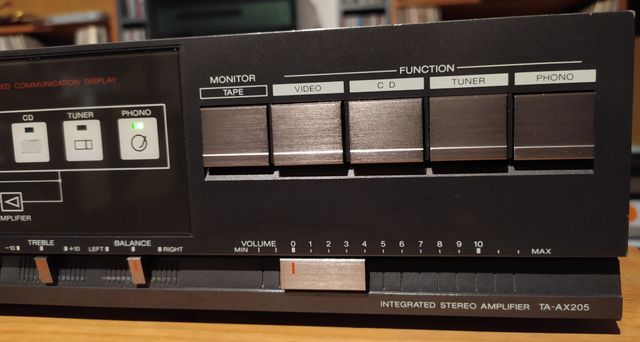 ED COMMUNICATION DISPLAY
MONITOR
FUNCTION
TAPE
VIDEO
C D
TUNER
PHONO
CD
TUNER
PHONO
MPLIFIER
-10 TREBLE +10
LEFT BALANCE RIGHT
VOLUME
MIN 0 1 2 3 4 5 6 7 8 9 10 MAX
INTEGRATED STEREO AMPLIFIER TA-AX205